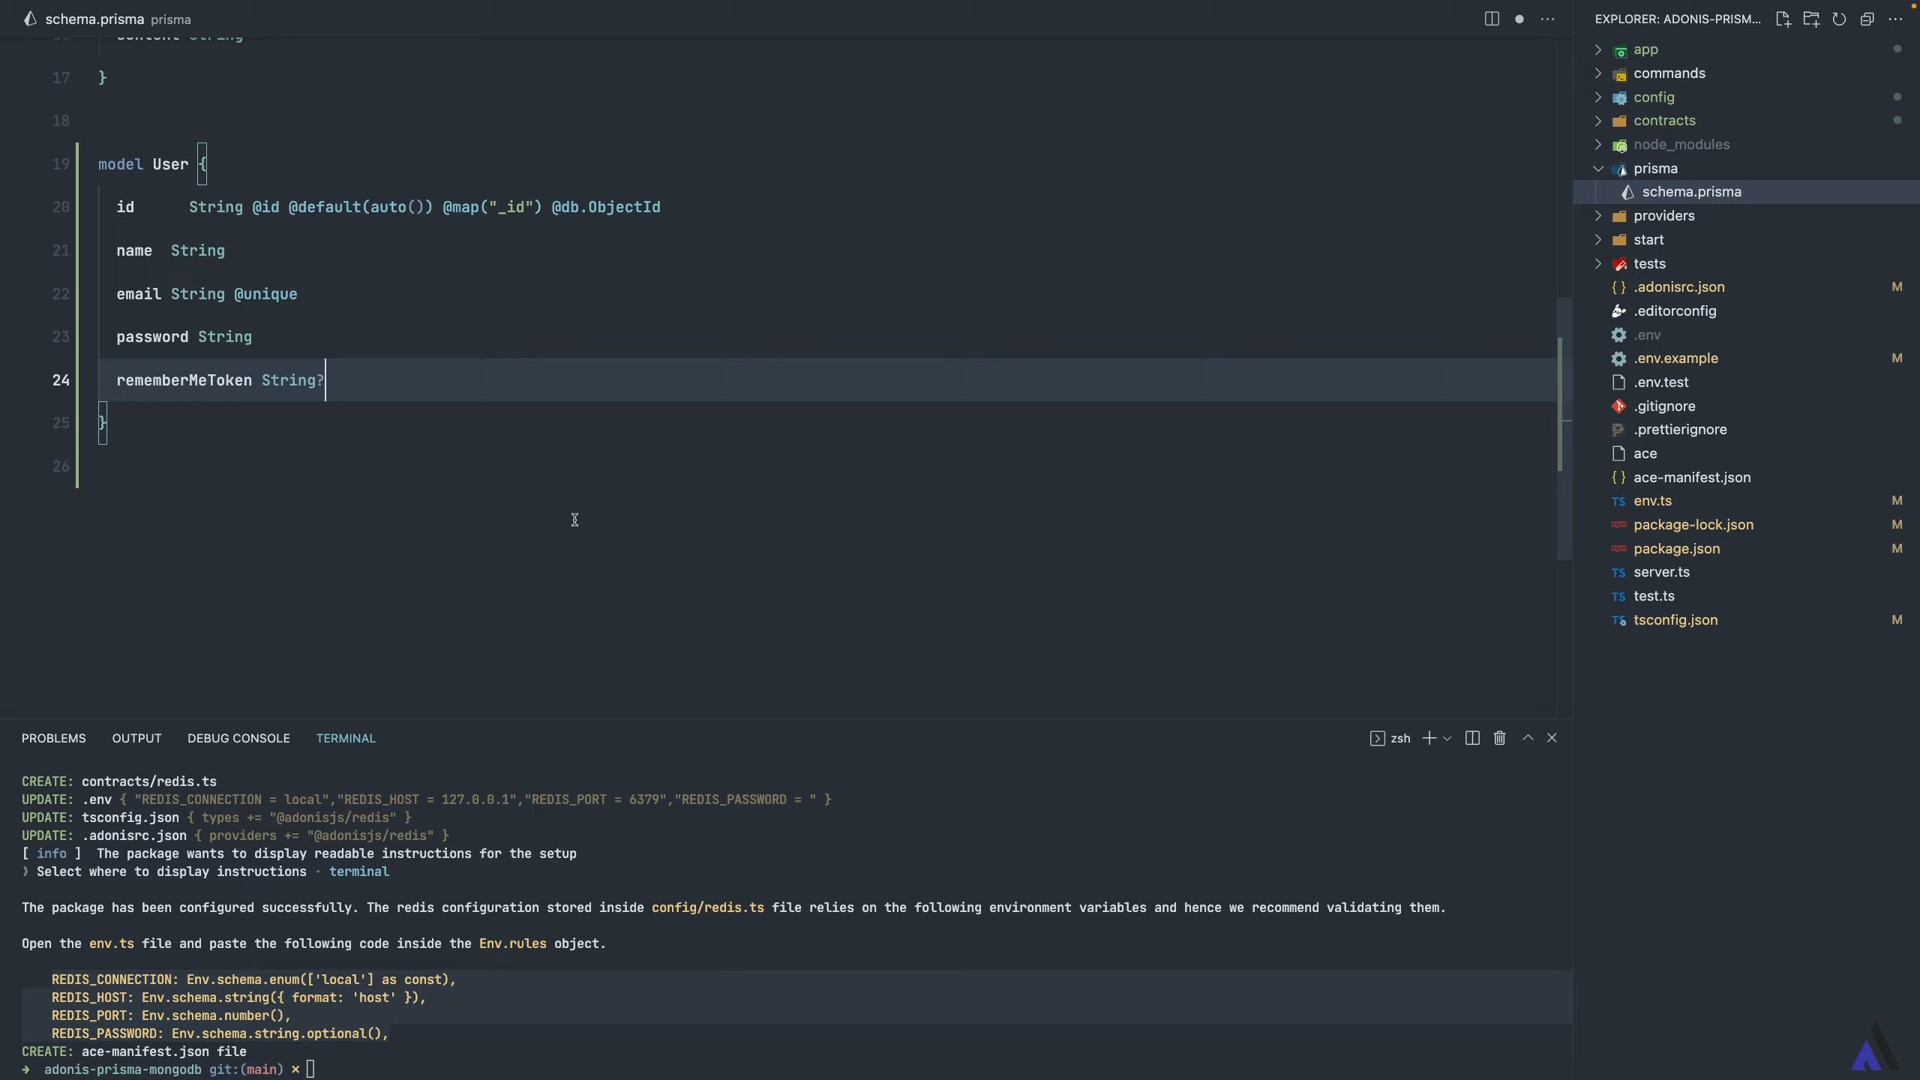 schema.prisma prisma
content String
17 }
18
19 model User {
20 id String @id @default(auto()) @map("_id") @db.ObjectId
21 name String
22 email String @unique
23 password String
24 rememberMeToken String?
25 }
26
EXPLORER: ADONIS-PRISM...
app
commands
config
contracts
node_modules
prisma
schema.prisma
providers
start
tests
.adonisrc.json M
.editorconfig
.env
.env.example M
.env.test
.gitignore
.prettierignore
ace
ace-manifest.json
env.ts M
package-lock.json M
package.json M
server.ts
test.ts
tsconfig.json M
PROBLEMS OUTPUT DEBUG CONSOLE TERMINAL
zsh
CREATE: contracts/redis.ts
UPDATE: .env { "REDIS_CONNECTION = local","REDIS_HOST = 127.0.0.1","REDIS_PORT = 6379","REDIS_PASSWORD = " }
UPDATE: tsconfig.json { types += "@adonisjs/redis" }
UPDATE: .adonisrc.json { providers += "@adonisjs/redis" }
[ info ] The package wants to display readable instructions for the setup
❯ Select where to display instructions · terminal
The package has been configured successfully. The redis configuration stored inside config/redis.ts file relies on the following environment variables and hence we recommend validating them.
Open the env.ts file and paste the following code inside the Env.rules object.
REDIS_CONNECTION: Env.schema.enum(['local'] as const),
REDIS_HOST: Env.schema.string({ format: 'host' }),
REDIS_PORT: Env.schema.number(),
REDIS_PASSWORD: Env.schema.string.optional(),
CREATE: ace-manifest.json file
→ adonis-prisma-mongodb git:(main) ×